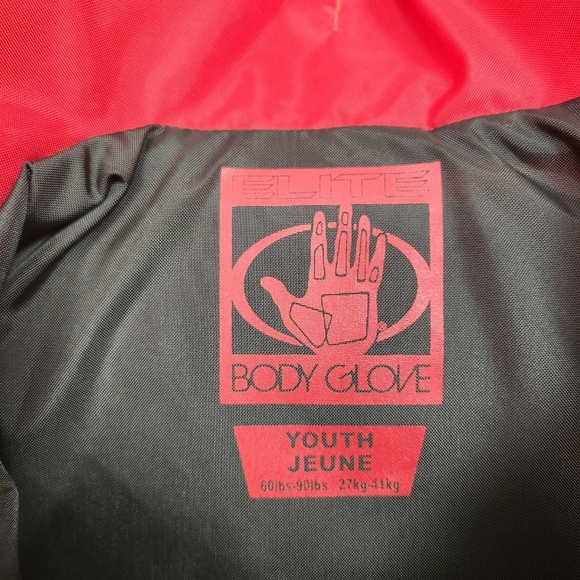 ELITE
BODY GLOVE
YOUTH
JEUNE
60lbs-90lbs 27kg-41kg